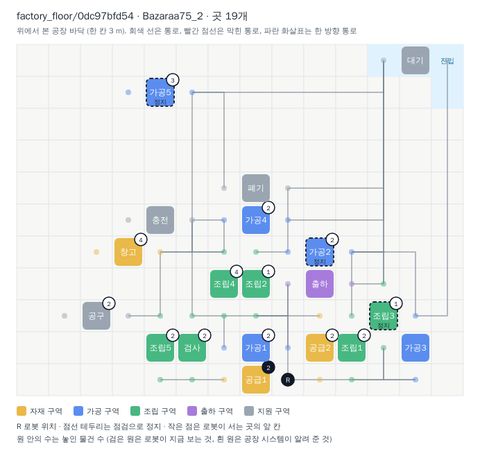 factory_floor/0dc97bfd54 · Bazaraa75_2 · 곳 19개
위에서 본 공장 바닥 (한 칸 3 m). 회색 선은 통로, 빨간 점선은 막힌 통로, 파란 화살표는 한 방향 통로
대기
전립
3
가공5
정지
폐기
2
충전
가공4
4
창고
2
가공2
정지
4
조립4
1
조립2
출하
2
공구
1
조립3
정지
2
조립5
2
검사
2
가공1
2
공급2
2
조립1
가공3
2
공급1
R
자재 구역
가공 구역
조립 구역
출하 구역
지원 구역
R 로봇 위치 · 점선 테두리는 점검으로 정지 · 작은 점은 로봇이 서는 곳의 앞 칸
원 안의 수는 놓인 물건 수 (검은 원은 로봇이 지금 보는 것, 흰 원은 공장 시스템이 알려 준 것)